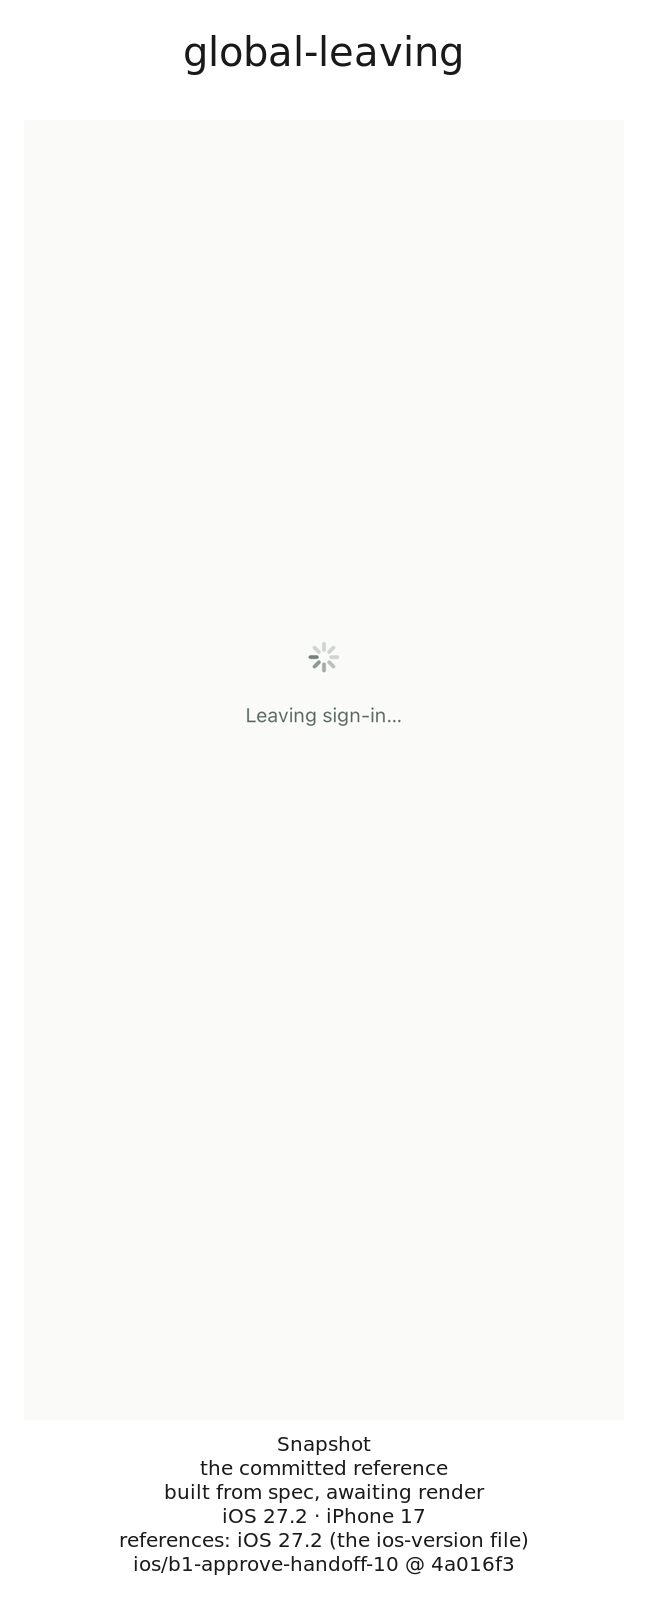 global-leaving
Leaving sign-in...
Snapshot
the committed reference
built from spec, awaiting render
iOS 27.2 · iPhone 17
references: iOS 27.2 (the ios-version file)
ios/b1-approve-handoff-10 @ 4a016f3